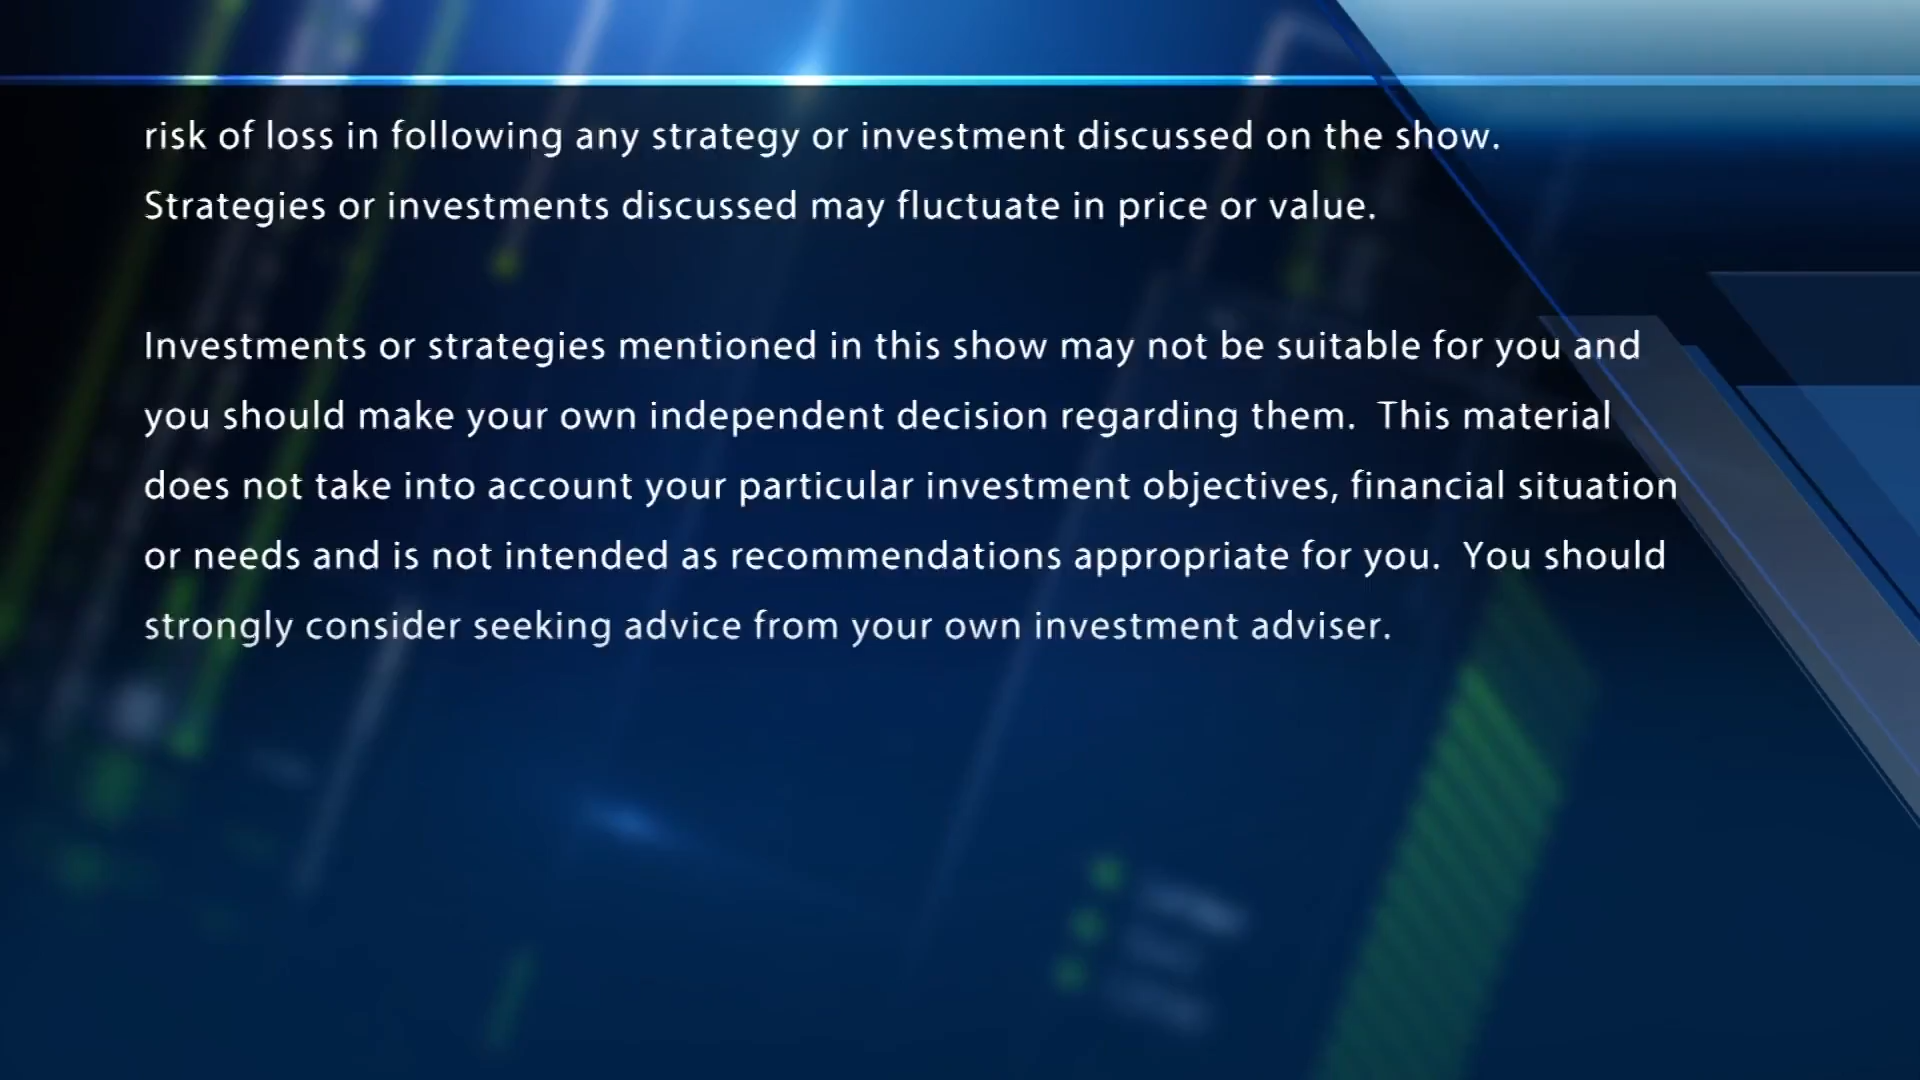 risk of loss in following any strategy or investment discussed on the show.
Strategies or investments discussed may fluctuate in price or value.
Investments or strategies mentioned in this show may not be suitable for you and
you should make your own independent decision regarding them.  This material
does not take into account your particular investment objectives, financial situation
or needs and is not intended as recommendations appropriate for you.  You should
strongly consider seeking advice from your own investment adviser.